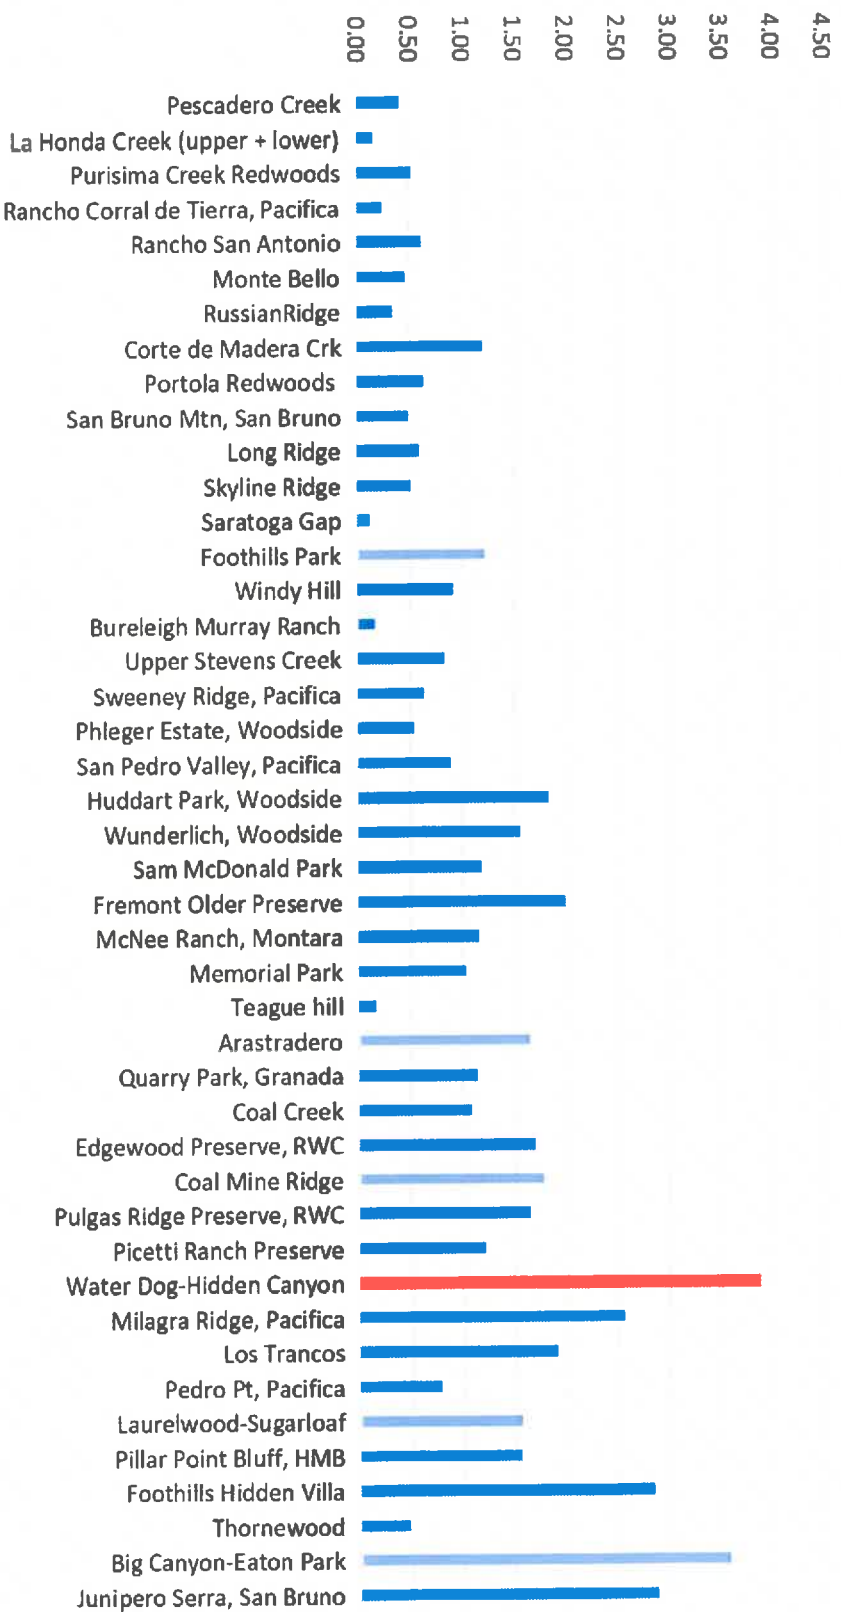 0.00
0.50
1.00
1.50
2.00
2.50
3.00
3.50
4.00
4.50
Pescadero Creek
La Honda Creek (upper + lower)
Purisima Creek Redwoods
Rancho Corral de Tierra, Pacifica
Rancho San Antonio
Monte Bello
RussianRidge
Corte de Madera Crk
Portola Redwoods
San Bruno Mtn, San Bruno
Long Ridge
Skyline Ridge
Saratoga Gap
Foothills Park
Windy Hill
Bureleigh Murray Ranch
Upper Stevens Creek
Sweeney Ridge, Pacifica
Phleger Estate, Woodside
San Pedro Valley, Pacifica
Huddart Park, Woodside
Wunderlich, Woodside
Sam McDonald Park
Fremont Older Preserve
McNee Ranch, Montara
Memorial Park
Teague hill
Arastradero
Quarry Park, Granada
Coal Creek
Edgewood Preserve, RWC
Coal Mine Ridge
Pulgas Ridge Preserve, RWC
Picetti Ranch Preserve
Water Dog-Hidden Canyon
Milagra Ridge, Pacifica
Los Trancos
Pedro Pt, Pacifica
Laurelwood-Sugarloaf
Pillar Point Bluff, HMB
Foothills Hidden Villa
Thornewood
Big Canyon-Eaton Park
Junipero Serra, San Bruno